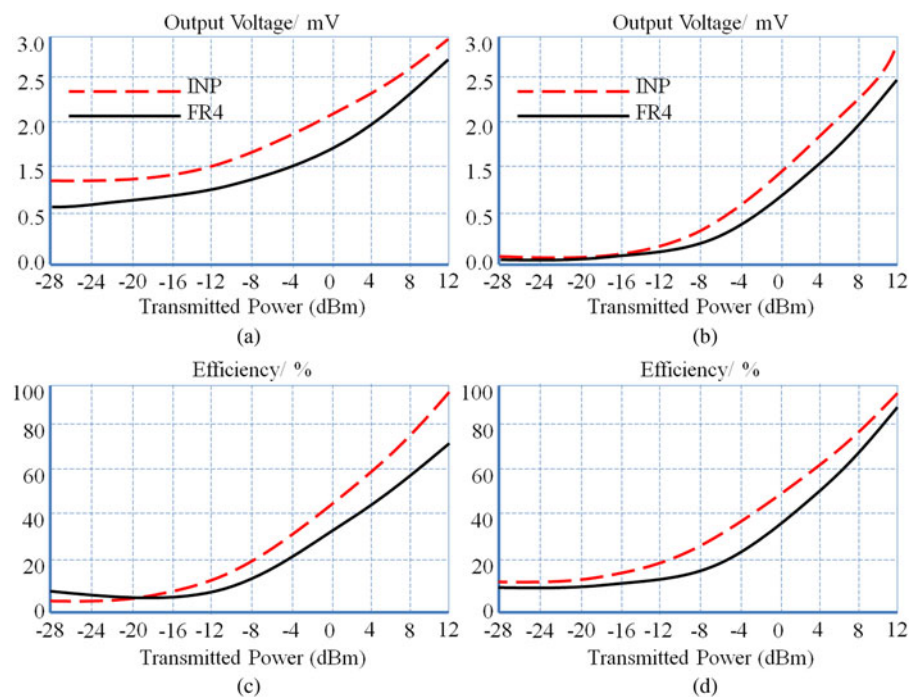 Output Voltage/ mV
3.0
2.5
2.0
1.5
0.5
0.0
INP
FR4
-28 -24 -20 -16 -12 -8 -4 0 4 8 12
Transmitted Power (dBm)
(a)
Output Voltage/ mV
3.0
2.5
2.0
1.5
0.5
0.0
INP
FR4
-28 -24 -20 -16 -12 -8 -4 0 4 8 12
Transmitted Power (dBm)
(b)
Efficiency/ %
100
80
60
40
20
0
-28 -24 -20 -16 -12 -8 -4 0 4 8 12
Transmitted Power (dBm)
(c)
Efficiency/ %
100
80
60
40
20
0
-28 -24 -20 -16 -12 -8 -4 0 4 8 12
Transmitted Power (dBm)
(d)